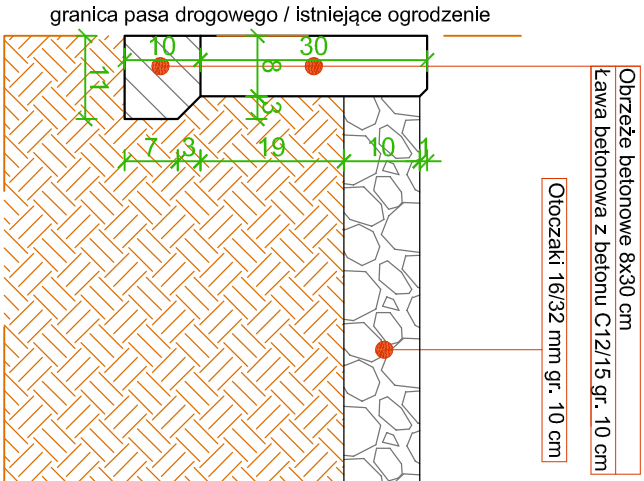 granica pasa drogowego / istniejące ogrodzenie
10
30
11
8
3
7
3
19
10
1
Obrzeże betonowe 8x30 cm
Ława betonowa z betonu C12/15 gr. 10 cm
Otoczaki 16/32 mm gr. 10 cm